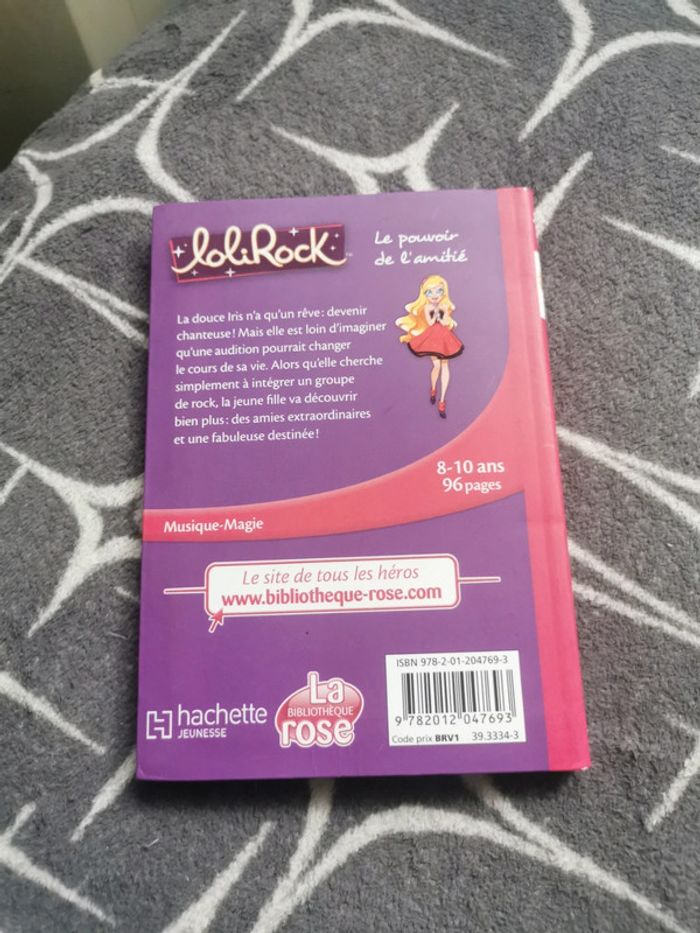 loliRock
Le pouvoir
de l'amitié
La douce Iris n'a qu'un rêve : devenir
chanteuse ! Mais elle est loin d'imaginer
qu'une audition pourrait changer
le cours de sa vie. Alors qu'elle cherche
simplement à intégrer un groupe
de rock, la jeune fille va découvrir
bien plus : des amies extraordinaires
et une fabuleuse destinée !
8-10 ans
96 pages
Musique-Magie
Le site de tous les héros
www.bibliotheque-rose.com
ISBN 978-2-01-204769-3
9 782012 047693
Code prix BRV1 39.3334-3
hachette
JEUNESSE
La
BIBLIOTHÈQUE
rose